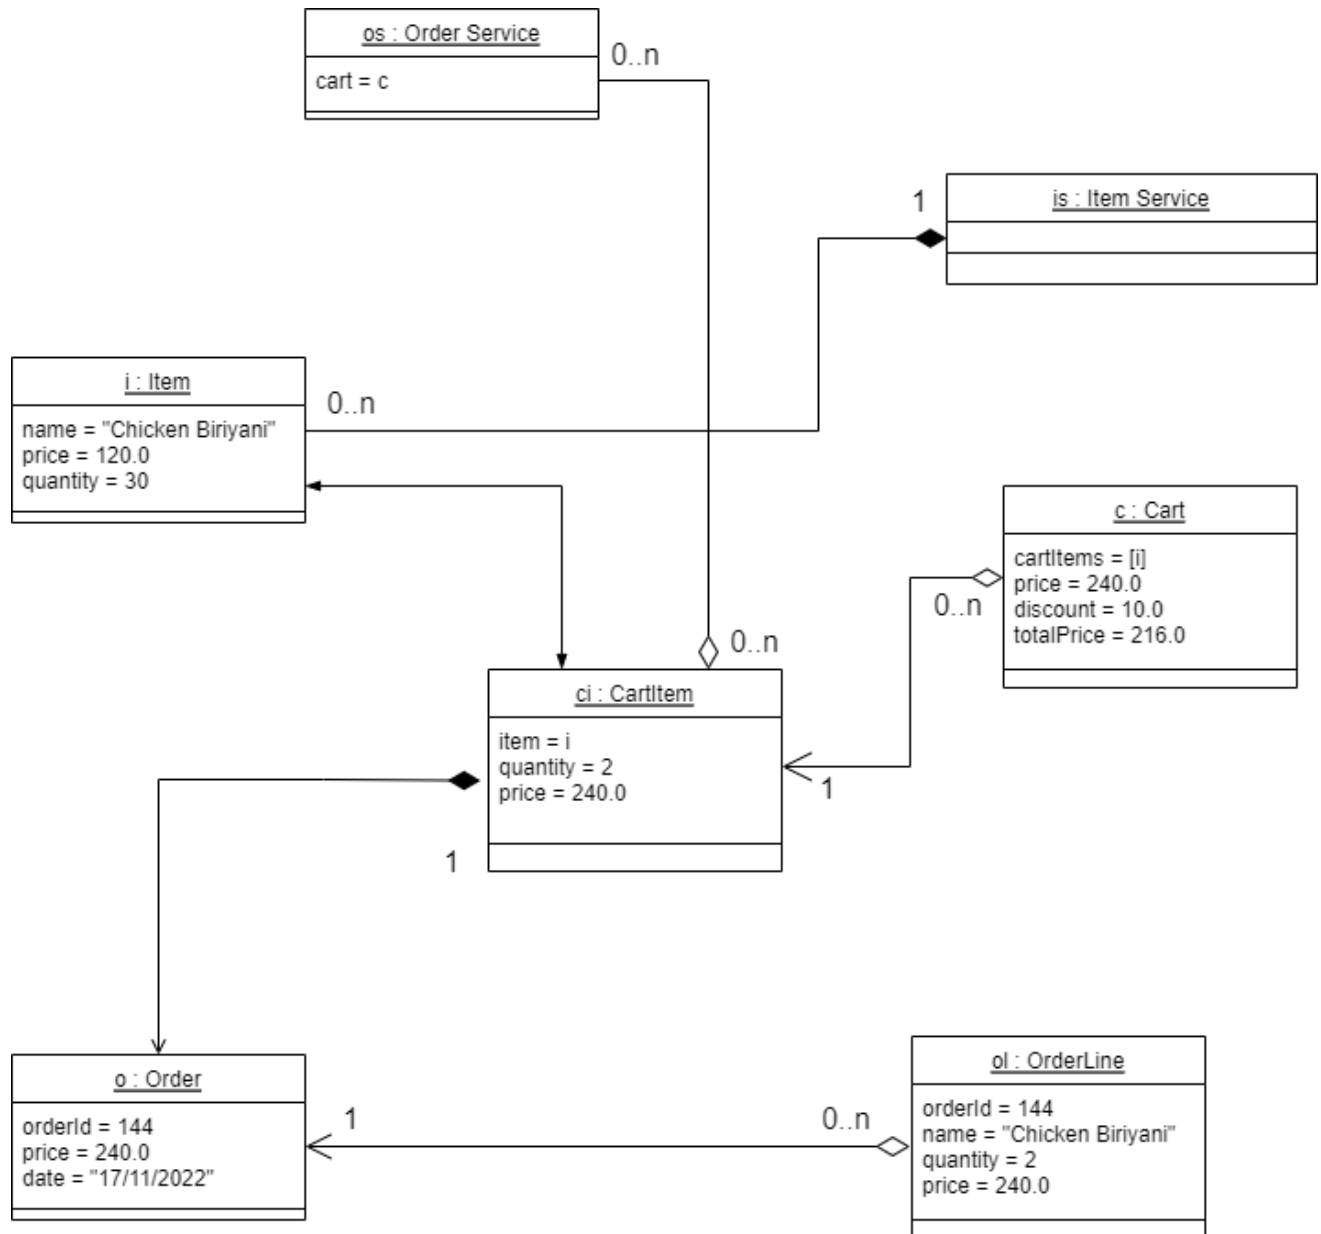 os : Order Service
0..n
cart = c
1
is : Item Service
i : Item
0..n
name = "Chicken Biriyani"
price = 120.0
quantity = 30
c : Cart
cartItems = [i]
price = 240.0
discount = 10.0
totalPrice = 216.0
0..n
0..n
ci : CartItem
item = i
quantity = 2
price = 240.0
1
1
o : Order
orderId = 144
price = 240.0
date = "17/11/2022"
1
0..n
ol : OrderLine
orderId = 144
name = "Chicken Biriyani"
quantity = 2
price = 240.0